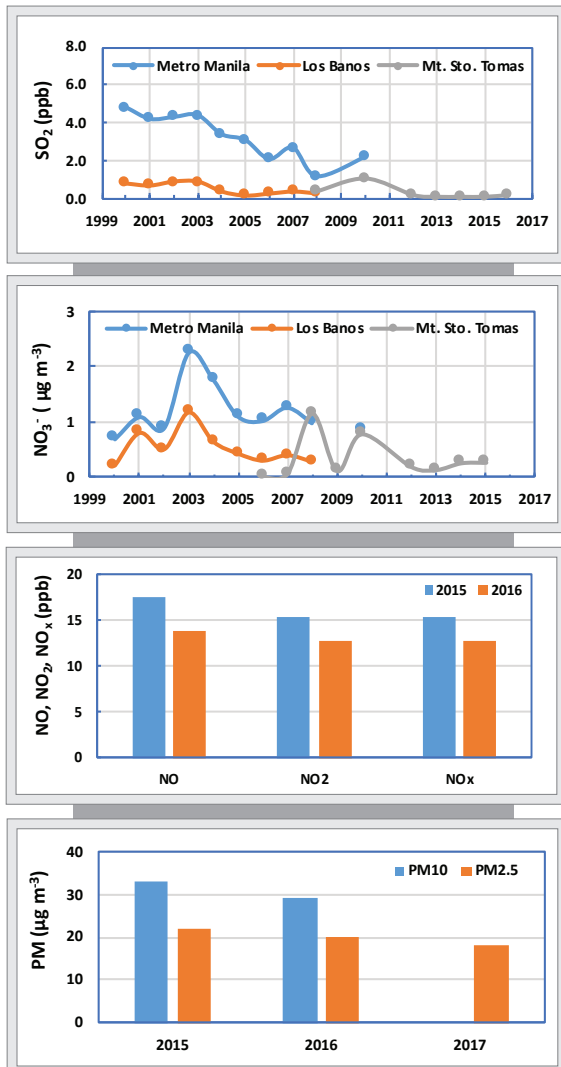 8.0
6.0
4.0
2.0
0.0
SO2 (ppb)
Metro Manila Los Banos Mt. Sto. Tomas
1999 2001 2003 2005 2007 2009 2011 2013 2015 2017
3
2
1
0
NO3- ( µg m-3)
Metro Manila Los Banos Mt. Sto. Tomas
1999 2001 2003 2005 2007 2009 2011 2013 2015 2017
20
15
10
5
0
NO, NO2, NOx (ppb)
2015 2016
NO NO2 NOx
40
30
20
10
0
PM (µg m-3)
PM10 PM2.5
2015 2016 2017